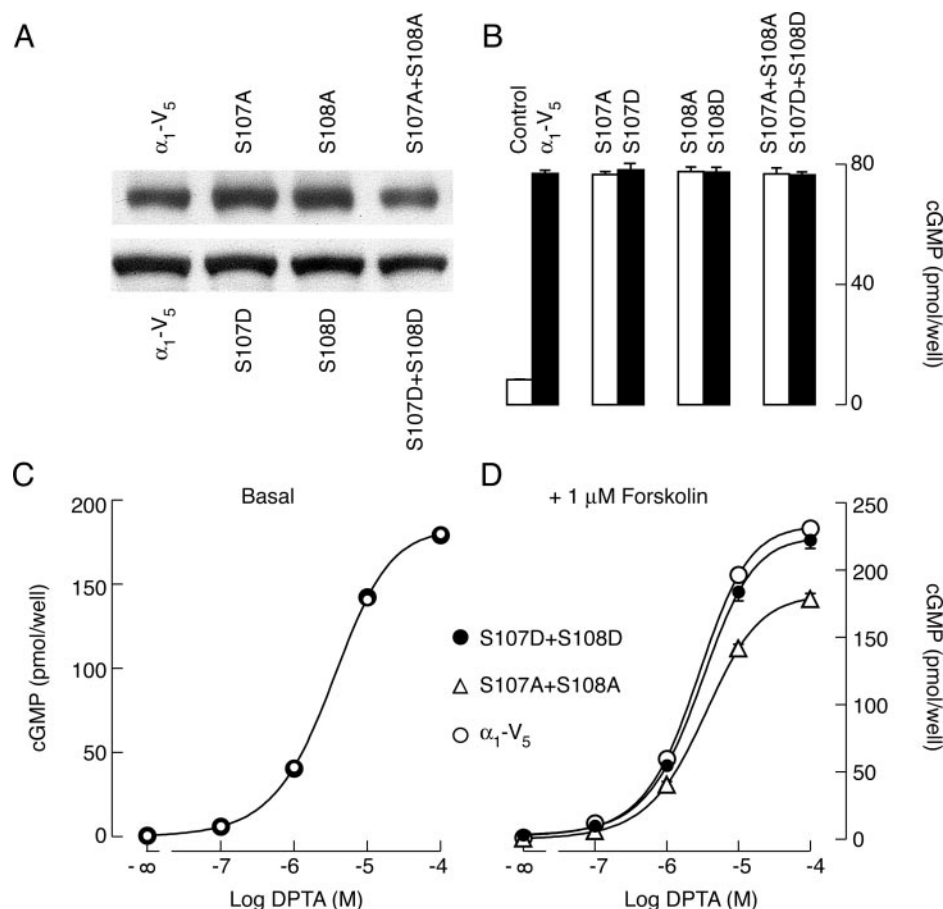 A
α₁-V₅
S107A
S108A
S107A+S108A
α₁-V₅
S107D
S108D
S107D+S108D
B
Control
α₁-V₅
S107A
S107D
S108A
S108D
S107A+S108A
S107D+S108D
80
40
0
cGMP (pmol/well)
C
Basal
200
150
100
50
0
cGMP (pmol/well)
-∞ -7 -6 -5 -4
Log DPTA (M)
D
+ 1 μM Forskolin
S107D+S108D
S107A+S108A
α₁-V₅
250
200
150
100
50
0
cGMP (pmol/well)
-∞ -7 -6 -5 -4
Log DPTA (M)